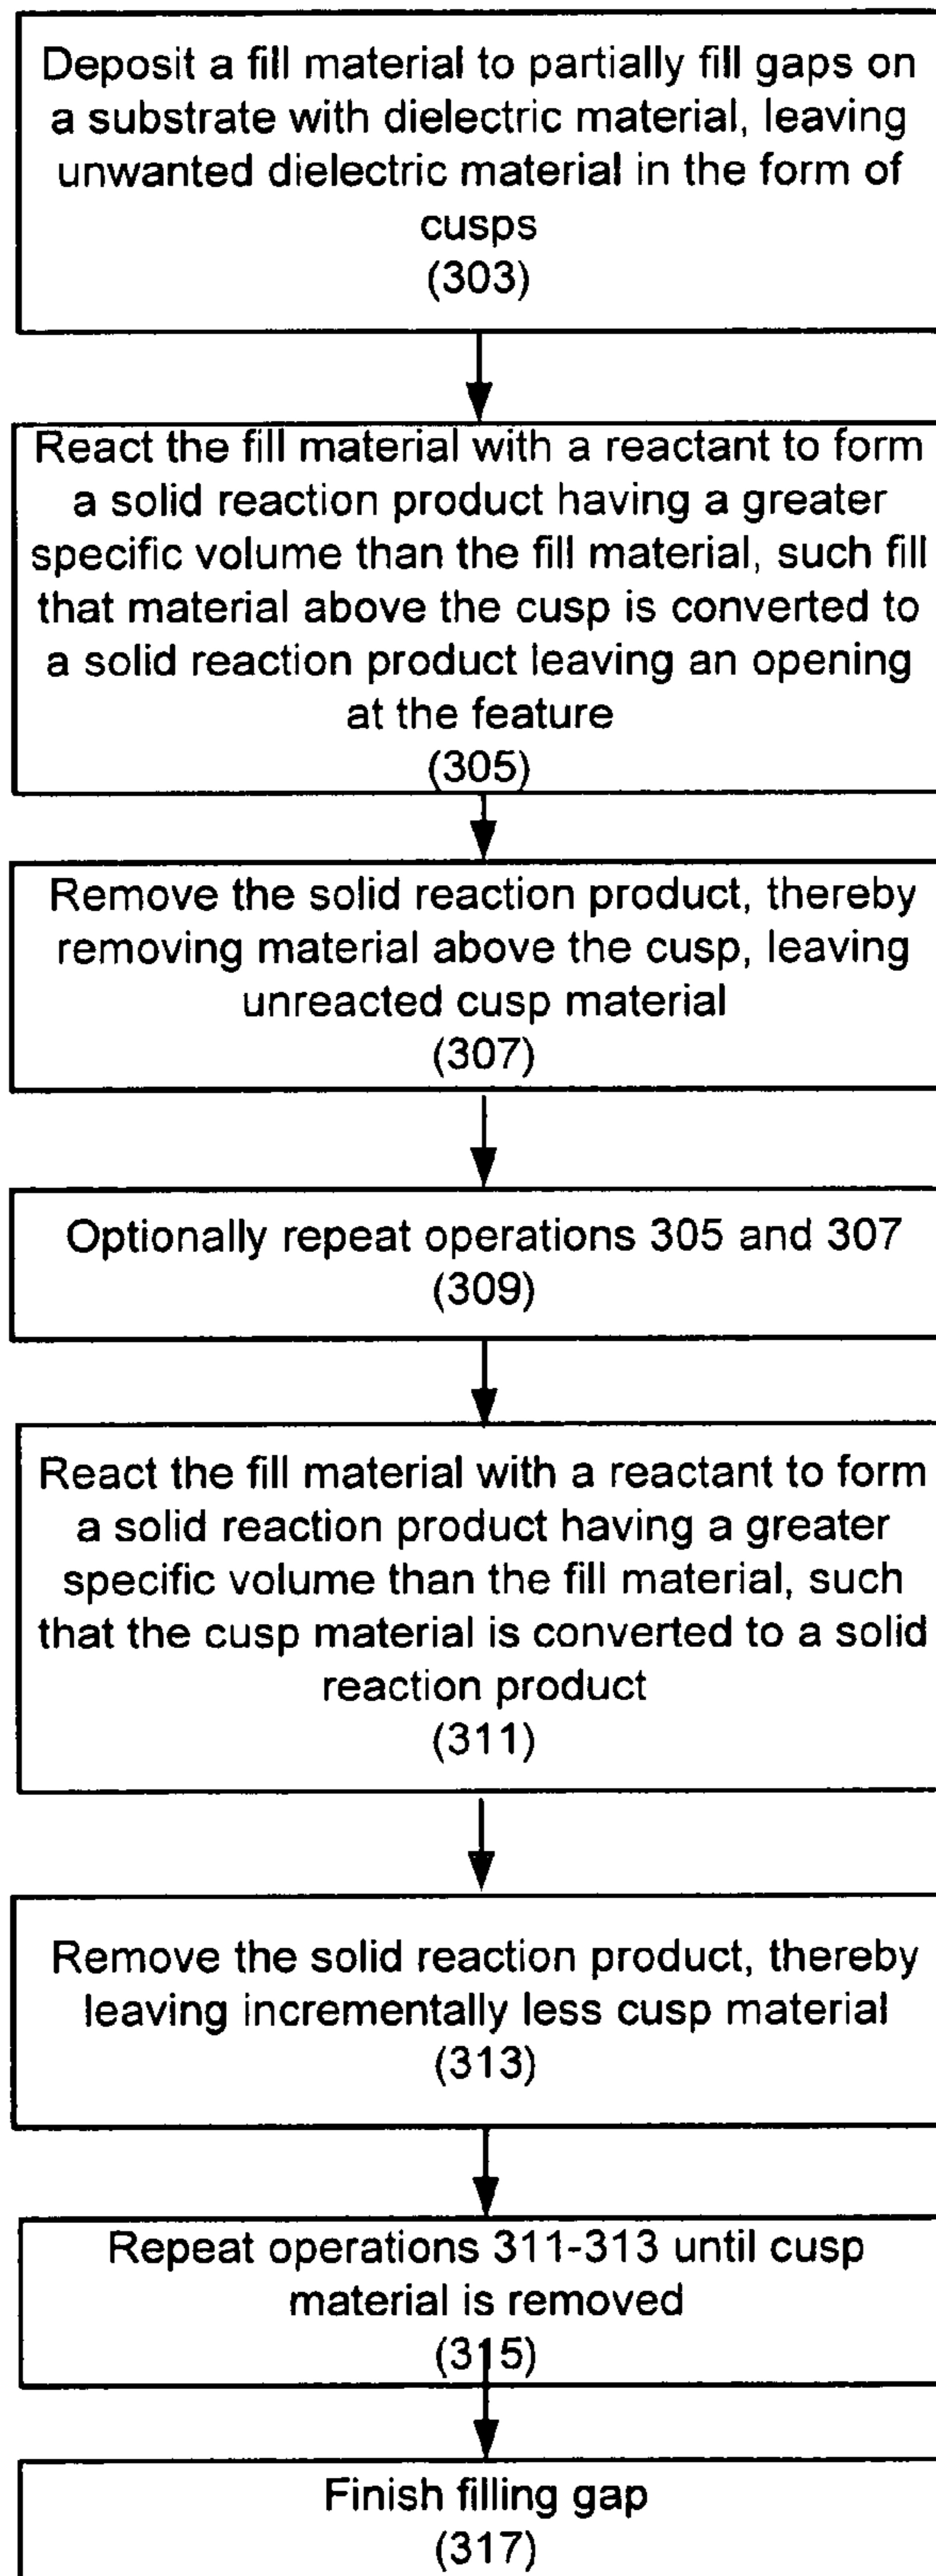 Deposit a fill material to partially fill gaps on
a substrate with dielectric material, leaving
unwanted dielectric material in the form of
cusps
(303)
React the fill material with a reactant to form
a solid reaction product having a greater
specific volume than the fill material, such fill
that material above the cusp is converted to
a solid reaction product leaving an opening
at the feature
(305)
Remove the solid reaction product, thereby
removing material above the cusp, leaving
unreacted cusp material
(307)
Optionally repeat operations 305 and 307
(309)
React the fill material with a reactant to form
a solid reaction product having a greater
specific volume than the fill material, such
that the cusp material is converted to a solid
reaction product
(311)
Remove the solid reaction product, thereby
leaving incrementally less cusp material
(313)
Repeat operations 311-313 until cusp
material is removed
(315)
Finish filling gap
(317)